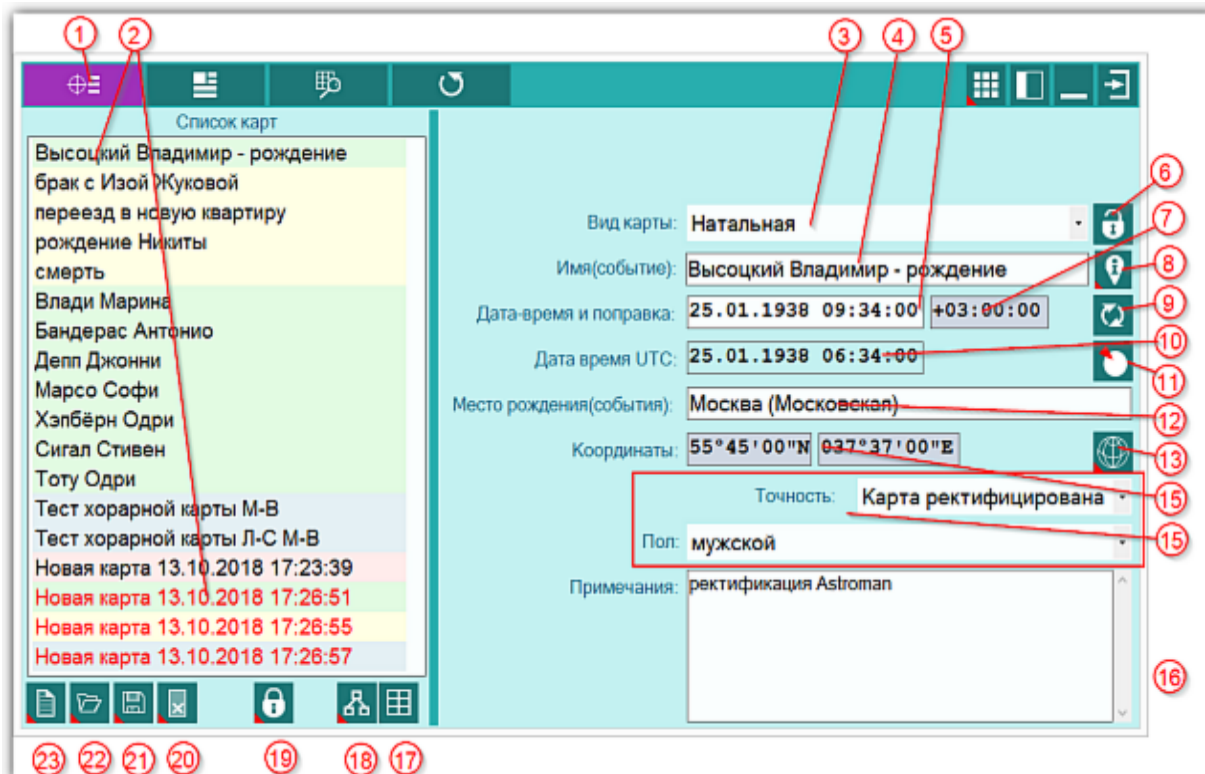 1 2 3 4 5
Список карт
Высоцкий Владимир - рождение
брак с Изой Жуковой
переезд в новую квартиру
рождение Никиты
смерть
Влади Марина
Бандерас Антонио
Депп Джонни
Марсо Софи
Хэпбёрн Одри
Сигал Стивен
Тоту Одри
Тест хорарной карты М-В
Тест хорарной карты Л-С М-В
Новая карта 13.10.2018 17:23:39
Новая карта 13.10.2018 17:26:51
Новая карта 13.10.2018 17:26:55
Новая карта 13.10.2018 17:26:57
Вид карты: Натальная 6
7
Имя(событие): Высоцкий Владимир - рождение 8
Дата-время и поправка: 25.01.1938 09:34:00 +03:00:00 9
Дата время UTC: 25.01.1938 06:34:00 10
11
Место рождения(события): Москва (Московская) 12
Координаты: 55°45'00"N 037°37'00"E 13
Точность: Карта ректифицирована 15
Пол: мужской 15
Примечания: ректификация Astroman
16
23 22 21 20 19 18 17